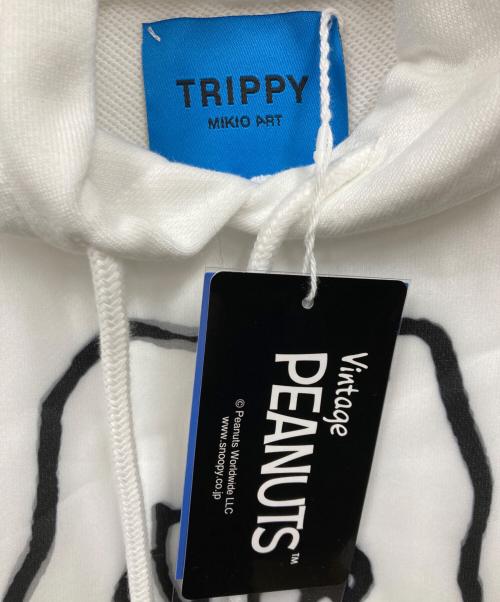 TRIPPY
MIKIO ART
Vintage
PEANUTS™
© Peanuts Worldwide LLC
www.snoopy.co.jp